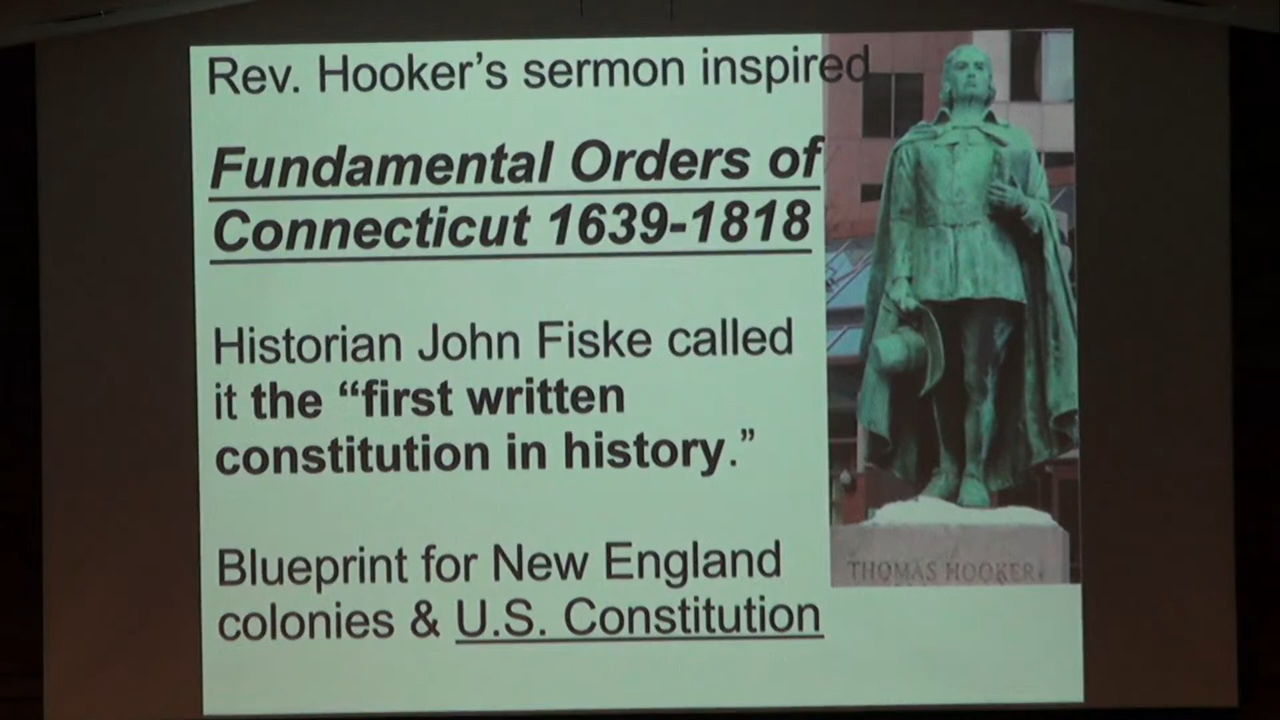 Rev. Hooker's sermon inspired
Fundamental Orders of
Connecticut 1639-1818
Historian John Fiske called
it the “first written
constitution in history.”
Blueprint for New England
colonies & U.S. Constitution
THOMAS HOOKER